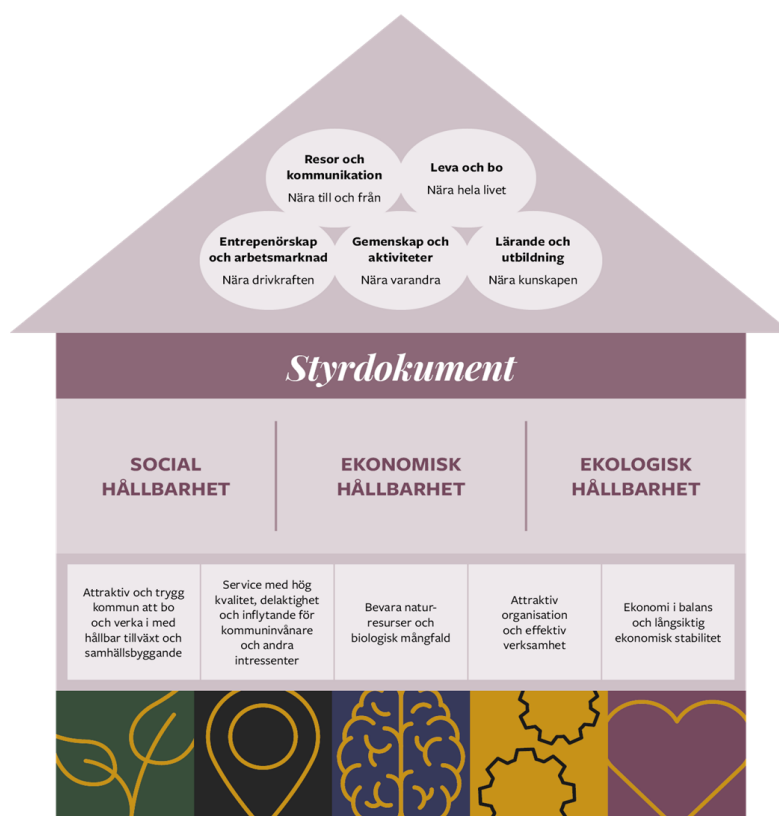 Resor och
kommunikation
Nära till och från
Leva och bo
Nära hela livet
Entrepenörskap
och arbetsmarknad
Nära drivkraften
Gemenskap och
aktiviteter
Nära varandra
Lärande och
utbildning
Nära kunskapen
Styrdokument
SOCIAL
HÅLLBARHET
EKONOMISK
HÅLLBARHET
EKOLOGISK
HÅLLBARHET
Attraktiv och trygg
kommun att bo
och verka i med
hållbar tillväxt och
samhällsbyggande
Service med hög
kvalitet, delaktighet
och inflytande för
kommuninvånare
och andra
intressenter
Bevara natur-
resurser och
biologisk mångfald
Attraktiv
organisation
och effektiv
verksamhet
Ekonomi i balans
och långsiktig
ekonomisk stabilitet